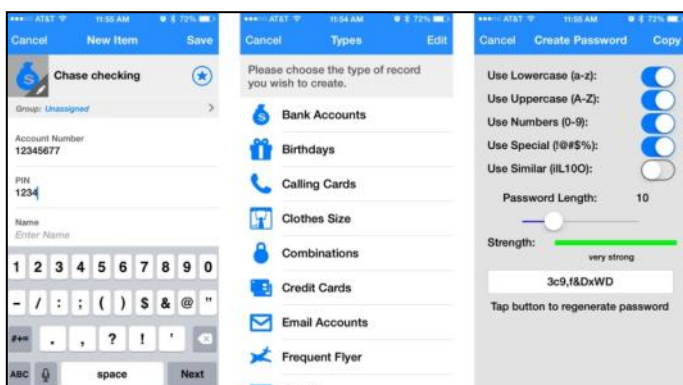 AT&T 11:55 AM 72%
Cancel New Item Save
Chase checking
Group: Unassigned
Account Number
12345677
PIN
1234
Name
Enter Name
1 2 3 4 5 6 7 8 9 0
- / : ; ( ) $ & @ "
#+= . , ? ! '
ABC space Next
AT&T 11:54 AM 72%
Cancel Types Edit
Please choose the type of record
you wish to create.
Bank Accounts
Birthdays
Calling Cards
Clothes Size
Combinations
Credit Cards
Email Accounts
Frequent Flyer
AT&T 11:55 AM 72%
Cancel Create Password Copy
Use Lowercase (a-z):
Use Uppercase (A-Z):
Use Numbers (0-9):
Use Special (!@#$%):
Use Similar (iIL1O0):
Password Length: 10
Strength:
very strong
3c9,f&DxWD
Tap button to regenerate password